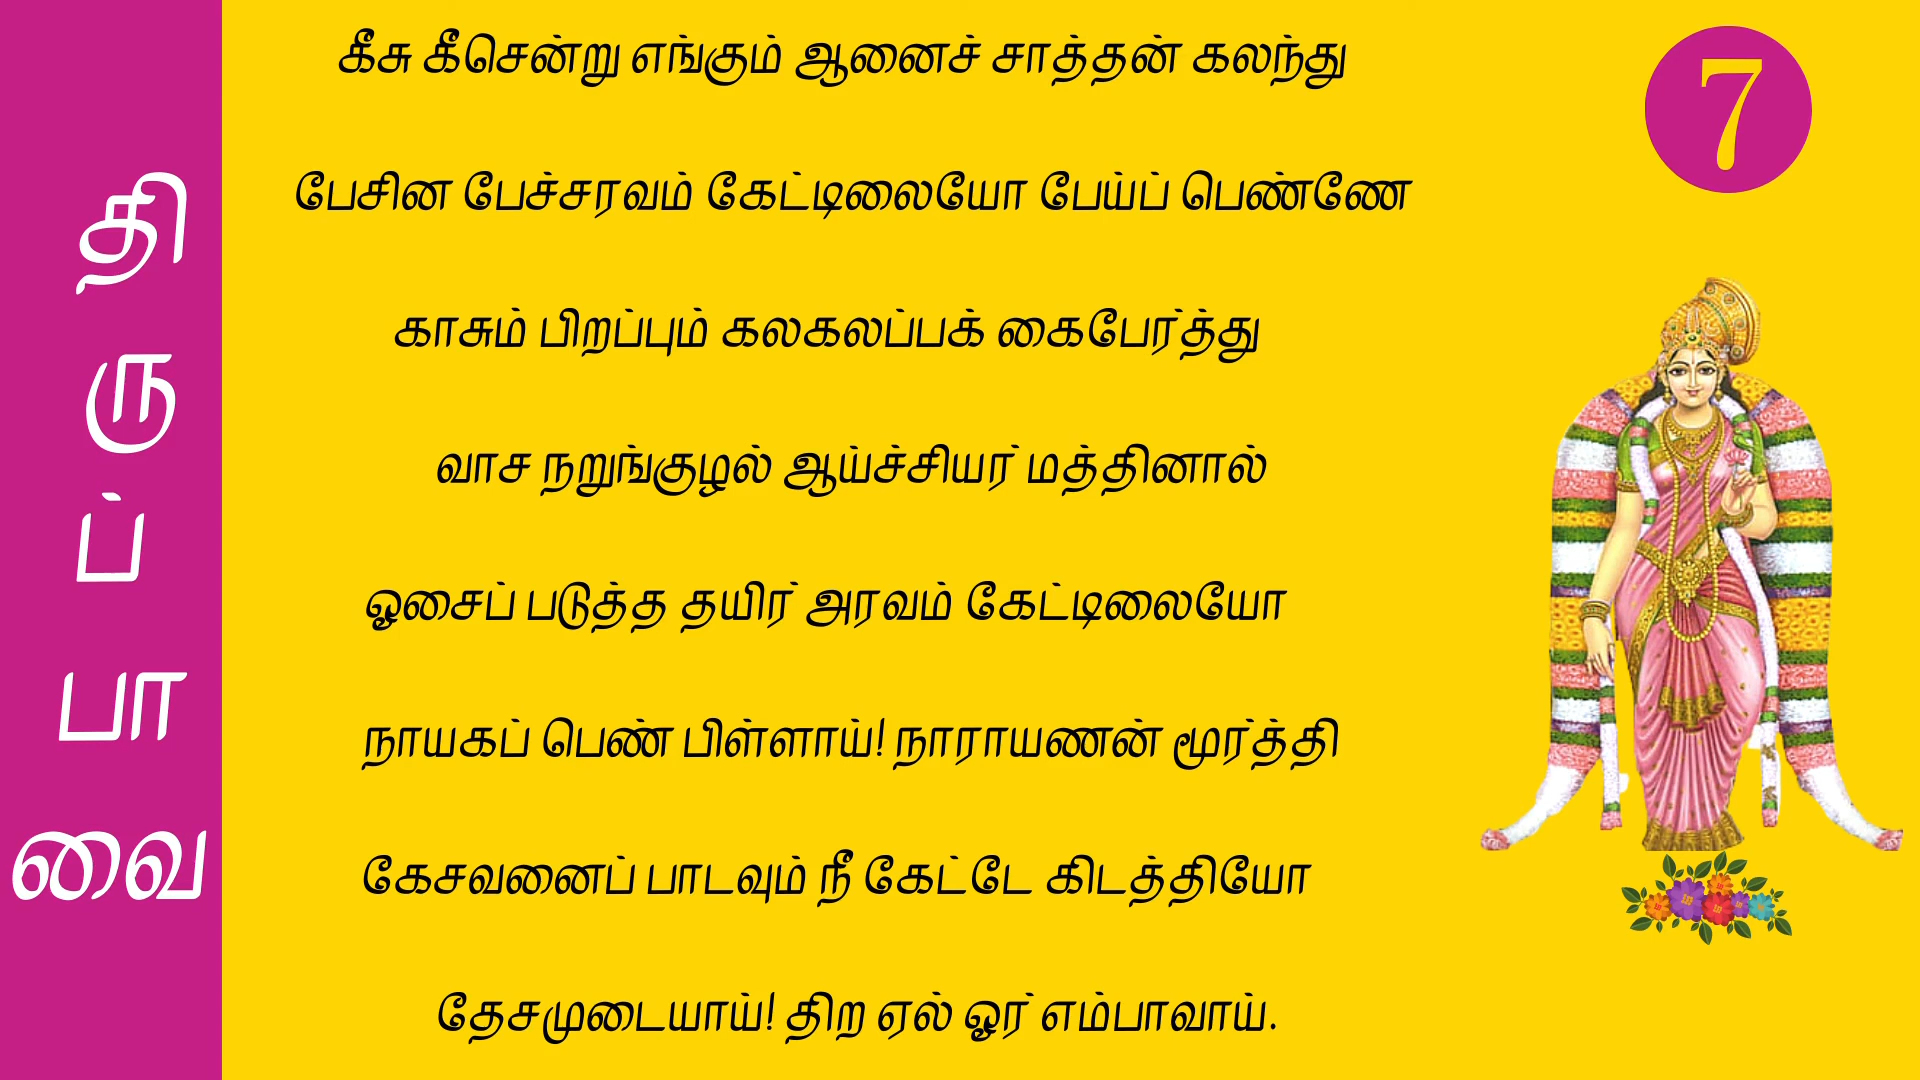 திருப்பாவை
7
கீசு கீசென்று எங்கும் ஆனைச் சாத்தன் கலந்து
பேசின பேச்சரவம் கேட்டிலையோ பேய்ப் பெண்ணே
காசும் பிறப்பும் கலகலப்பக் கைபேர்த்து
வாச நறுங்குழல் ஆய்ச்சியர் மத்தினால்
ஓசைப் படுத்த தயிர் அரவம் கேட்டிலையோ
நாயகப் பெண் பிள்ளாய்! நாராயணன் மூர்த்தி
கேசவனைப் பாடவும் நீ கேட்டே கிடத்தியோ
தேசமுடையாய்! திற ஏல் ஓர் எம்பாவாய்.